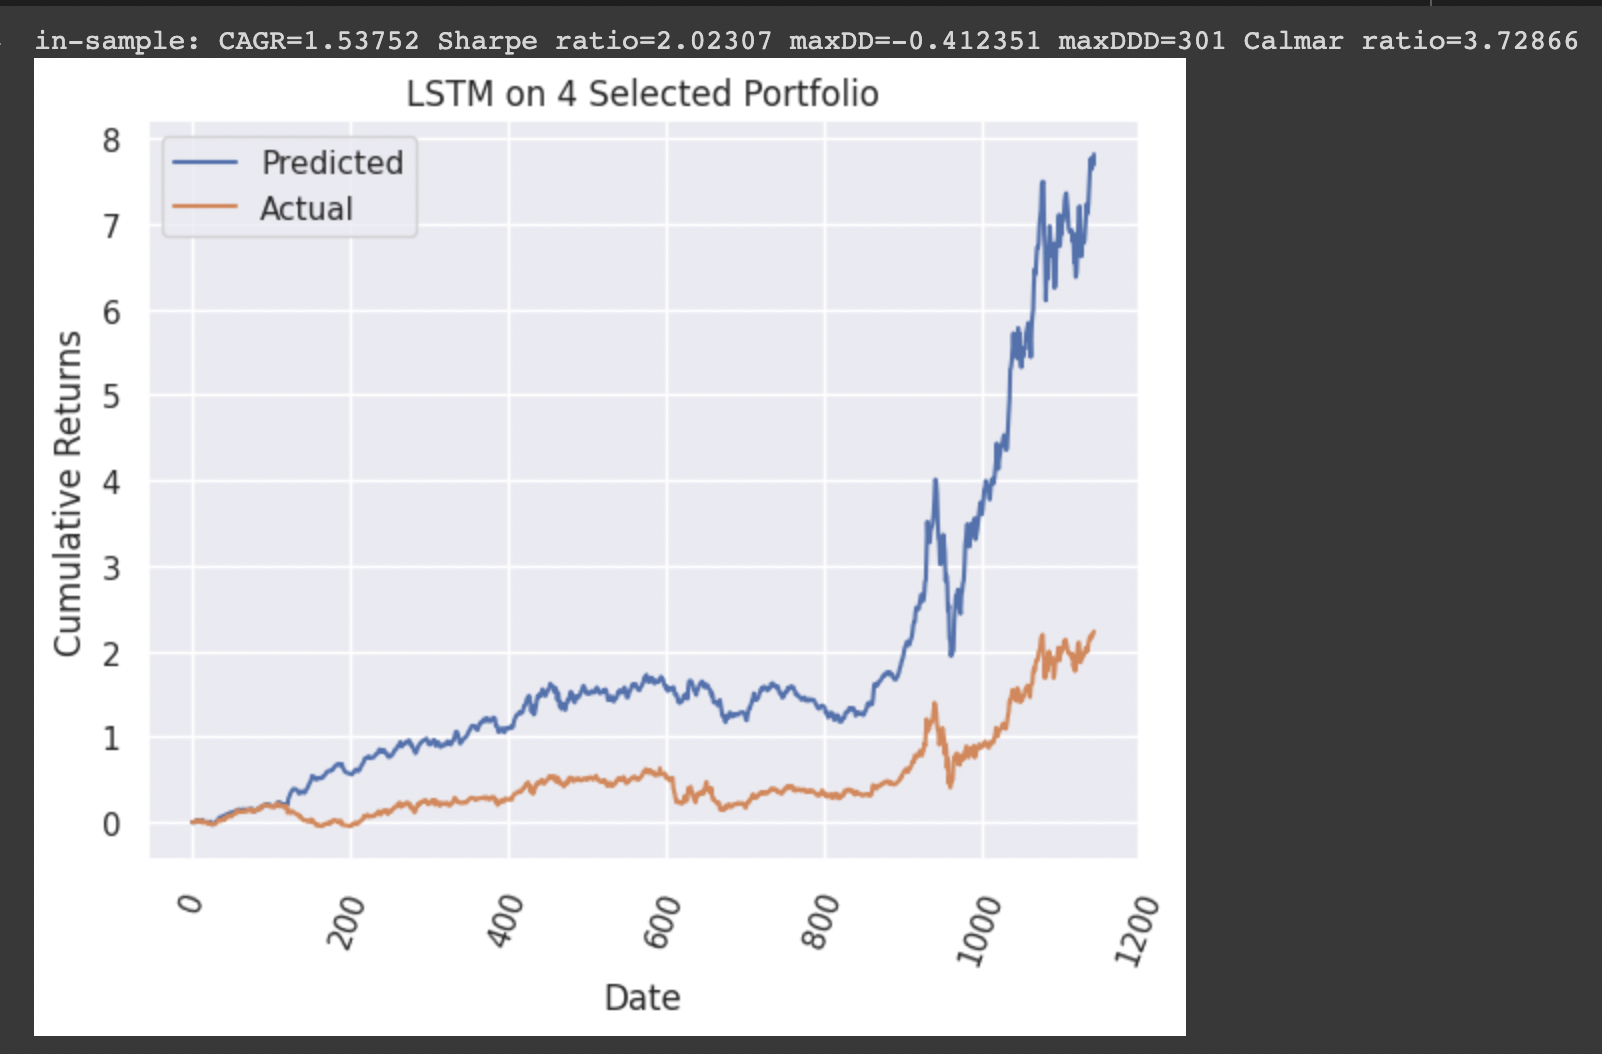 in-sample: CAGR=1.53752 Sharpe ratio=2.02307 maxDD=-0.412351 maxDDD=301 Calmar ratio=3.72866
LSTM on 4 Selected Portfolio
Predicted
Actual
8
7
6
5
4
3
2
1
0
Cumulative Returns
0
200
400
600
800
1000
1200
Date